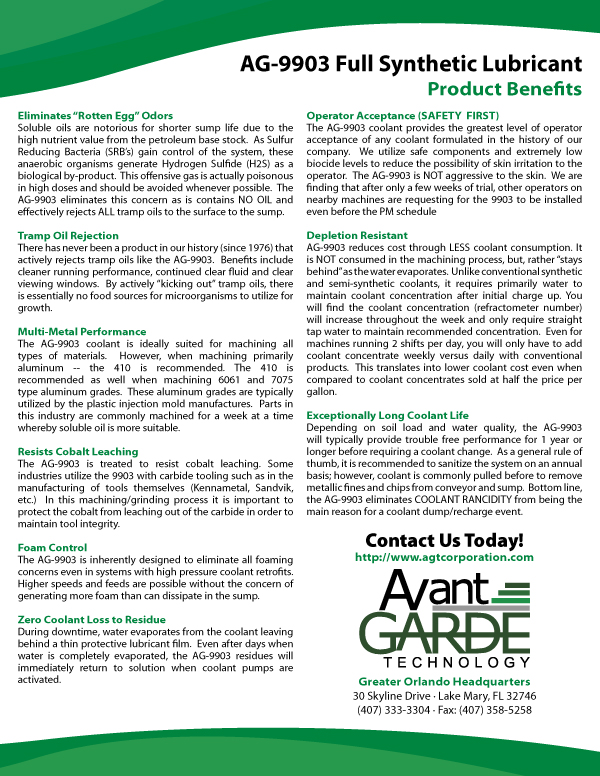 AG-9903 Full Synthetic Lubricant
Product Benefits
Eliminates “Rotten Egg” Odors
Soluble oils are notorious for shorter sump life due to the
high nutrient value from the petroleum base stock. As Sulfur
Reducing Bacteria (SRB’s) gain control of the system, these
anaerobic organisms generate Hydrogen Sulfide (H2S) as a
biological by-product. This offensive gas is actually poisonous
in high doses and should be avoided whenever possible. The
AG-9903 eliminates this concern as is contains NO OIL and
effectively rejects ALL tramp oils to the surface to the sump.
Tramp Oil Rejection
There has never been a product in our history (since 1976) that
actively rejects tramp oils like the AG-9903. Benefits include
cleaner running performance, continued clear fluid and clear
viewing windows. By actively “kicking out” tramp oils, there
is essentially no food sources for microorganisms to utilize for
growth.
Multi-Metal Performance
The AG-9903 coolant is ideally suited for machining all
types of materials. However, when machining primarily
aluminum -- the 410 is recommended. The 410 is
recommended as well when machining 6061 and 7075
type aluminum grades. These aluminum grades are typically
utilized by the plastic injection mold manufactures. Parts in
this industry are commonly machined for a week at a time
whereby soluble oil is more suitable.
Resists Cobalt Leaching
The AG-9903 is treated to resist cobalt leaching. Some
industries utilize the 9903 with carbide tooling such as in the
manufacturing of tools themselves (Kennametal, Sandvik,
etc.) In this machining/grinding process it is important to
protect the cobalt from leaching out of the carbide in order to
maintain tool integrity.
Foam Control
The AG-9903 is inherently designed to eliminate all foaming
concerns even in systems with high pressure coolant retrofits.
Higher speeds and feeds are possible without the concern of
generating more foam than can dissipate in the sump.
Zero Coolant Loss to Residue
During downtime, water evaporates from the coolant leaving
behind a thin protective lubricant film. Even after days when
water is completely evaporated, the AG-9903 residues will
immediately return to solution when coolant pumps are
activated.
Operator Acceptance (SAFETY FIRST)
The AG-9903 coolant provides the greatest level of operator
acceptance of any coolant formulated in the history of our
company. We utilize safe components and extremely low
biocide levels to reduce the possibility of skin irritation to the
operator. The AG-9903 is NOT aggressive to the skin. We are
finding that after only a few weeks of trial, other operators on
nearby machines are requesting for the 9903 to be installed
even before the PM schedule
Depletion Resistant
AG-9903 reduces cost through LESS coolant consumption. It
is NOT consumed in the machining process, but, rather “stays
behind” as the water evaporates. Unlike conventional synthetic
and semi-synthetic coolants, it requires primarily water to
maintain coolant concentration after initial charge up. You
will find the coolant concentration (refractometer number)
will increase throughout the week and only require straight
tap water to maintain recommended concentration. Even for
machines running 2 shifts per day, you will only have to add
coolant concentrate weekly versus daily with conventional
products. This translates into lower coolant cost even when
compared to coolant concentrates sold at half the price per
gallon.
Exceptionally Long Coolant Life
Depending on soil load and water quality, the AG-9903
will typically provide trouble free performance for 1 year or
longer before requiring a coolant change. As a general rule of
thumb, it is recommended to sanitize the system on an annual
basis; however, coolant is commonly pulled before to remove
metallic fines and chips from conveyor and sump. Bottom line,
the AG-9903 eliminates COOLANT RANCIDITY from being the
main reason for a coolant dump/recharge event.
Contact Us Today!
http://www.agtcorporation.com
Avant
GARDE
TECHNOLOGY
Greater Orlando Headquarters
30 Skyline Drive · Lake Mary, FL 32746
(407) 333-3304 · Fax: (407) 358-5258